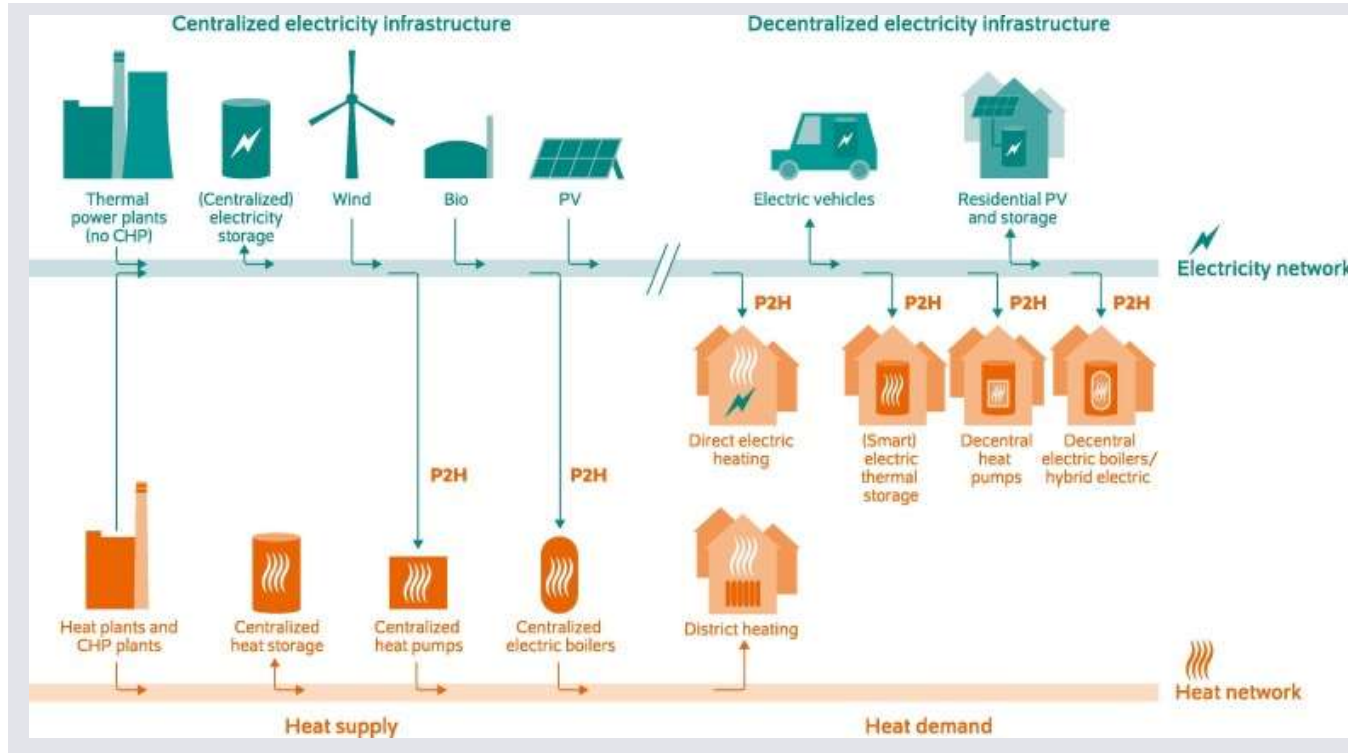 Centralized electricity infrastructure
Decentralized electricity infrastructure
Thermal
power plants
(no CHP)
(Centralized)
electricity
storage
Wind
Bio
PV
Electric vehicles
Residential PV
and storage
Electricity network
P2H
P2H
P2H
P2H
Direct electric
heating
(Smart)
electric
thermal
storage
Decentral
heat
pumps
Decentral
electric boilers/
hybrid electric
P2H
P2H
Heat plants and
CHP plants
Centralized
heat storage
Centralized
heat pumps
Centralized
electric boilers
District heating
Heat network
Heat supply
Heat demand